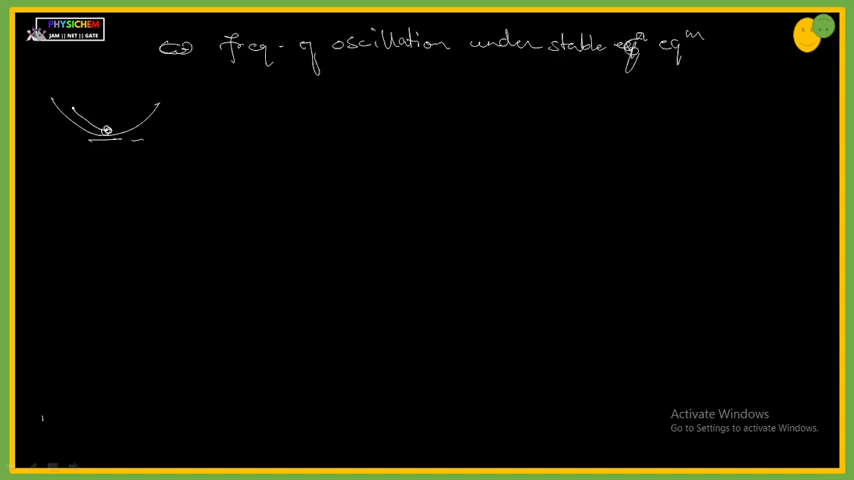 PHYSICHEM
JAM || NET || GATE
freq. of oscillation under stable eqm
Activate Windows
Go to Settings to activate Windows.